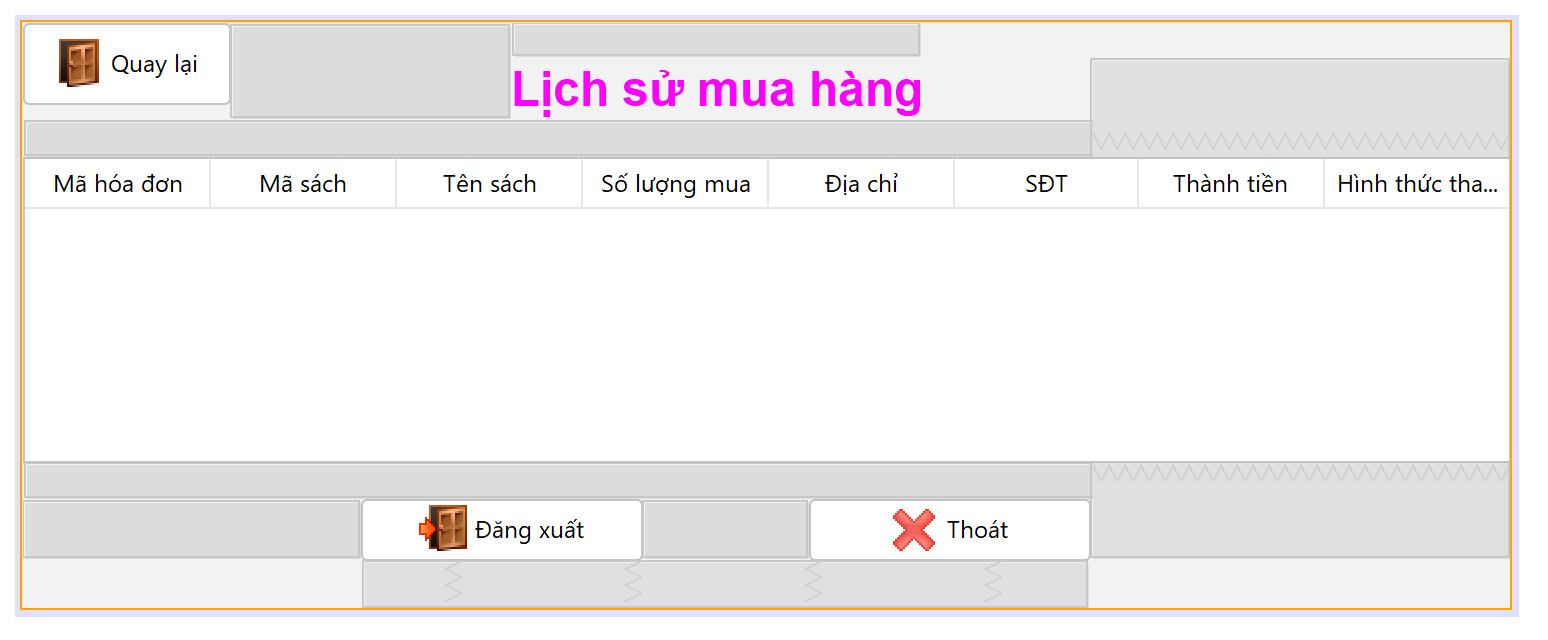 Quay lại
Lịch sử mua hàng
Mã hóa đơn Mã sách Tên sách Số lượng mua Địa chỉ SĐT Thành tiền Hình thức tha...
Đăng xuất Thoát